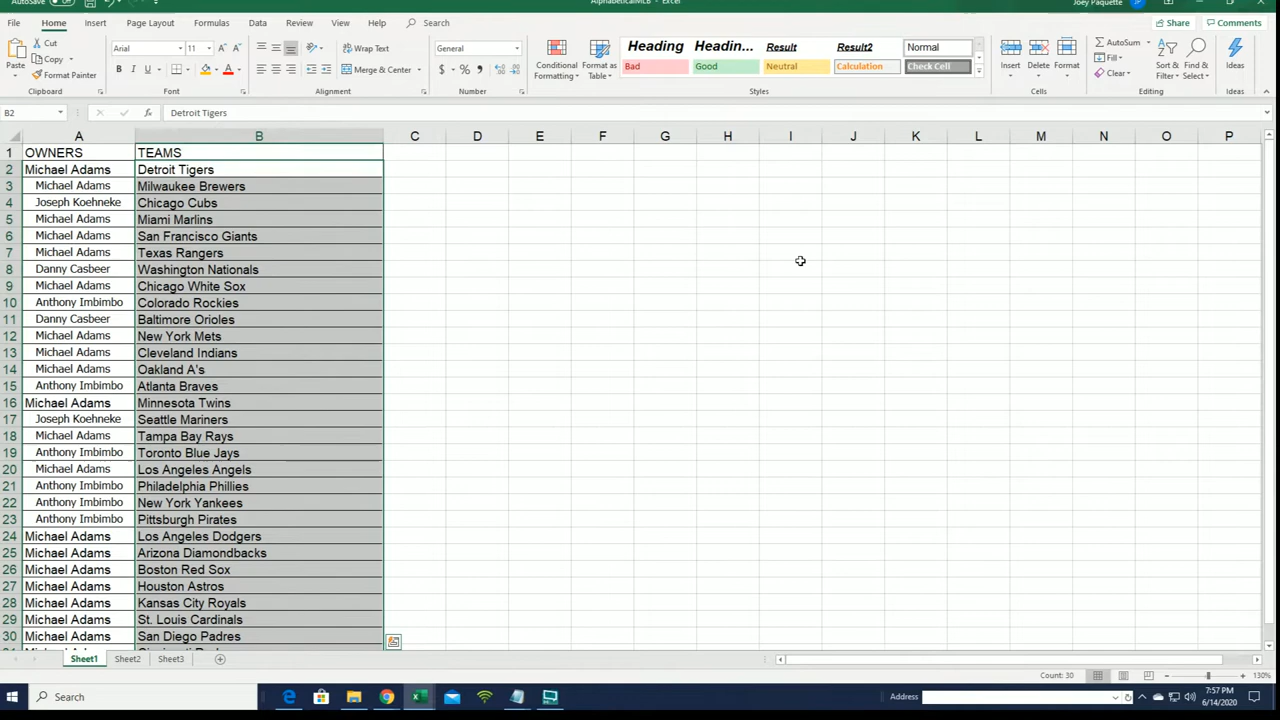 AutoSave Off AlphabeticalMLB - Excel Joey Paquette
File Home Insert Page Layout Formulas Data Review View Help Search Share Comments
Paste Cut Copy Format Painter Clipboard
Arial 11 A A B I U A Font
Wrap Text Merge & Center Alignment
General $ % , Number
Conditional Formatting Format as Table
Heading Headin... Result Result2 Normal
Bad Good Neutral Calculation Check Cell
Styles
Insert Delete Format Cells
AutoSum Fill Clear Sort & Filter Find & Select Editing
Ideas Ideas
B2 fx Detroit Tigers
A B C D E F G H I J K L M N O P
1 OWNERS TEAMS
2 Michael Adams Detroit Tigers
3 Michael Adams Milwaukee Brewers
4 Joseph Koehneke Chicago Cubs
5 Michael Adams Miami Marlins
6 Michael Adams San Francisco Giants
7 Michael Adams Texas Rangers
8 Danny Casbeer Washington Nationals
9 Michael Adams Chicago White Sox
10 Anthony Imbimbo Colorado Rockies
11 Danny Casbeer Baltimore Orioles
12 Michael Adams New York Mets
13 Michael Adams Cleveland Indians
14 Michael Adams Oakland A's
15 Anthony Imbimbo Atlanta Braves
16 Michael Adams Minnesota Twins
17 Joseph Koehneke Seattle Mariners
18 Michael Adams Tampa Bay Rays
19 Anthony Imbimbo Toronto Blue Jays
20 Michael Adams Los Angeles Angels
21 Anthony Imbimbo Philadelphia Phillies
22 Anthony Imbimbo New York Yankees
23 Anthony Imbimbo Pittsburgh Pirates
24 Michael Adams Los Angeles Dodgers
25 Michael Adams Arizona Diamondbacks
26 Michael Adams Boston Red Sox
27 Michael Adams Houston Astros
28 Michael Adams Kansas City Royals
29 Michael Adams St. Louis Cardinals
30 Michael Adams San Diego Padres
Sheet1 Sheet2 Sheet3
Count: 30 130%
Search Address 7:57 PM
6/14/2020